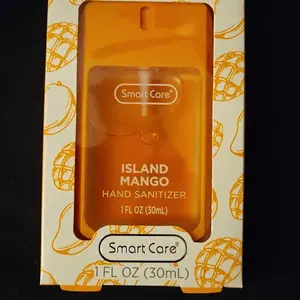 Smart Care®
ISLAND
MANGO
HAND SANITIZER
1 FL OZ (30mL)
Smart Care®
1 FL OZ (30mL)